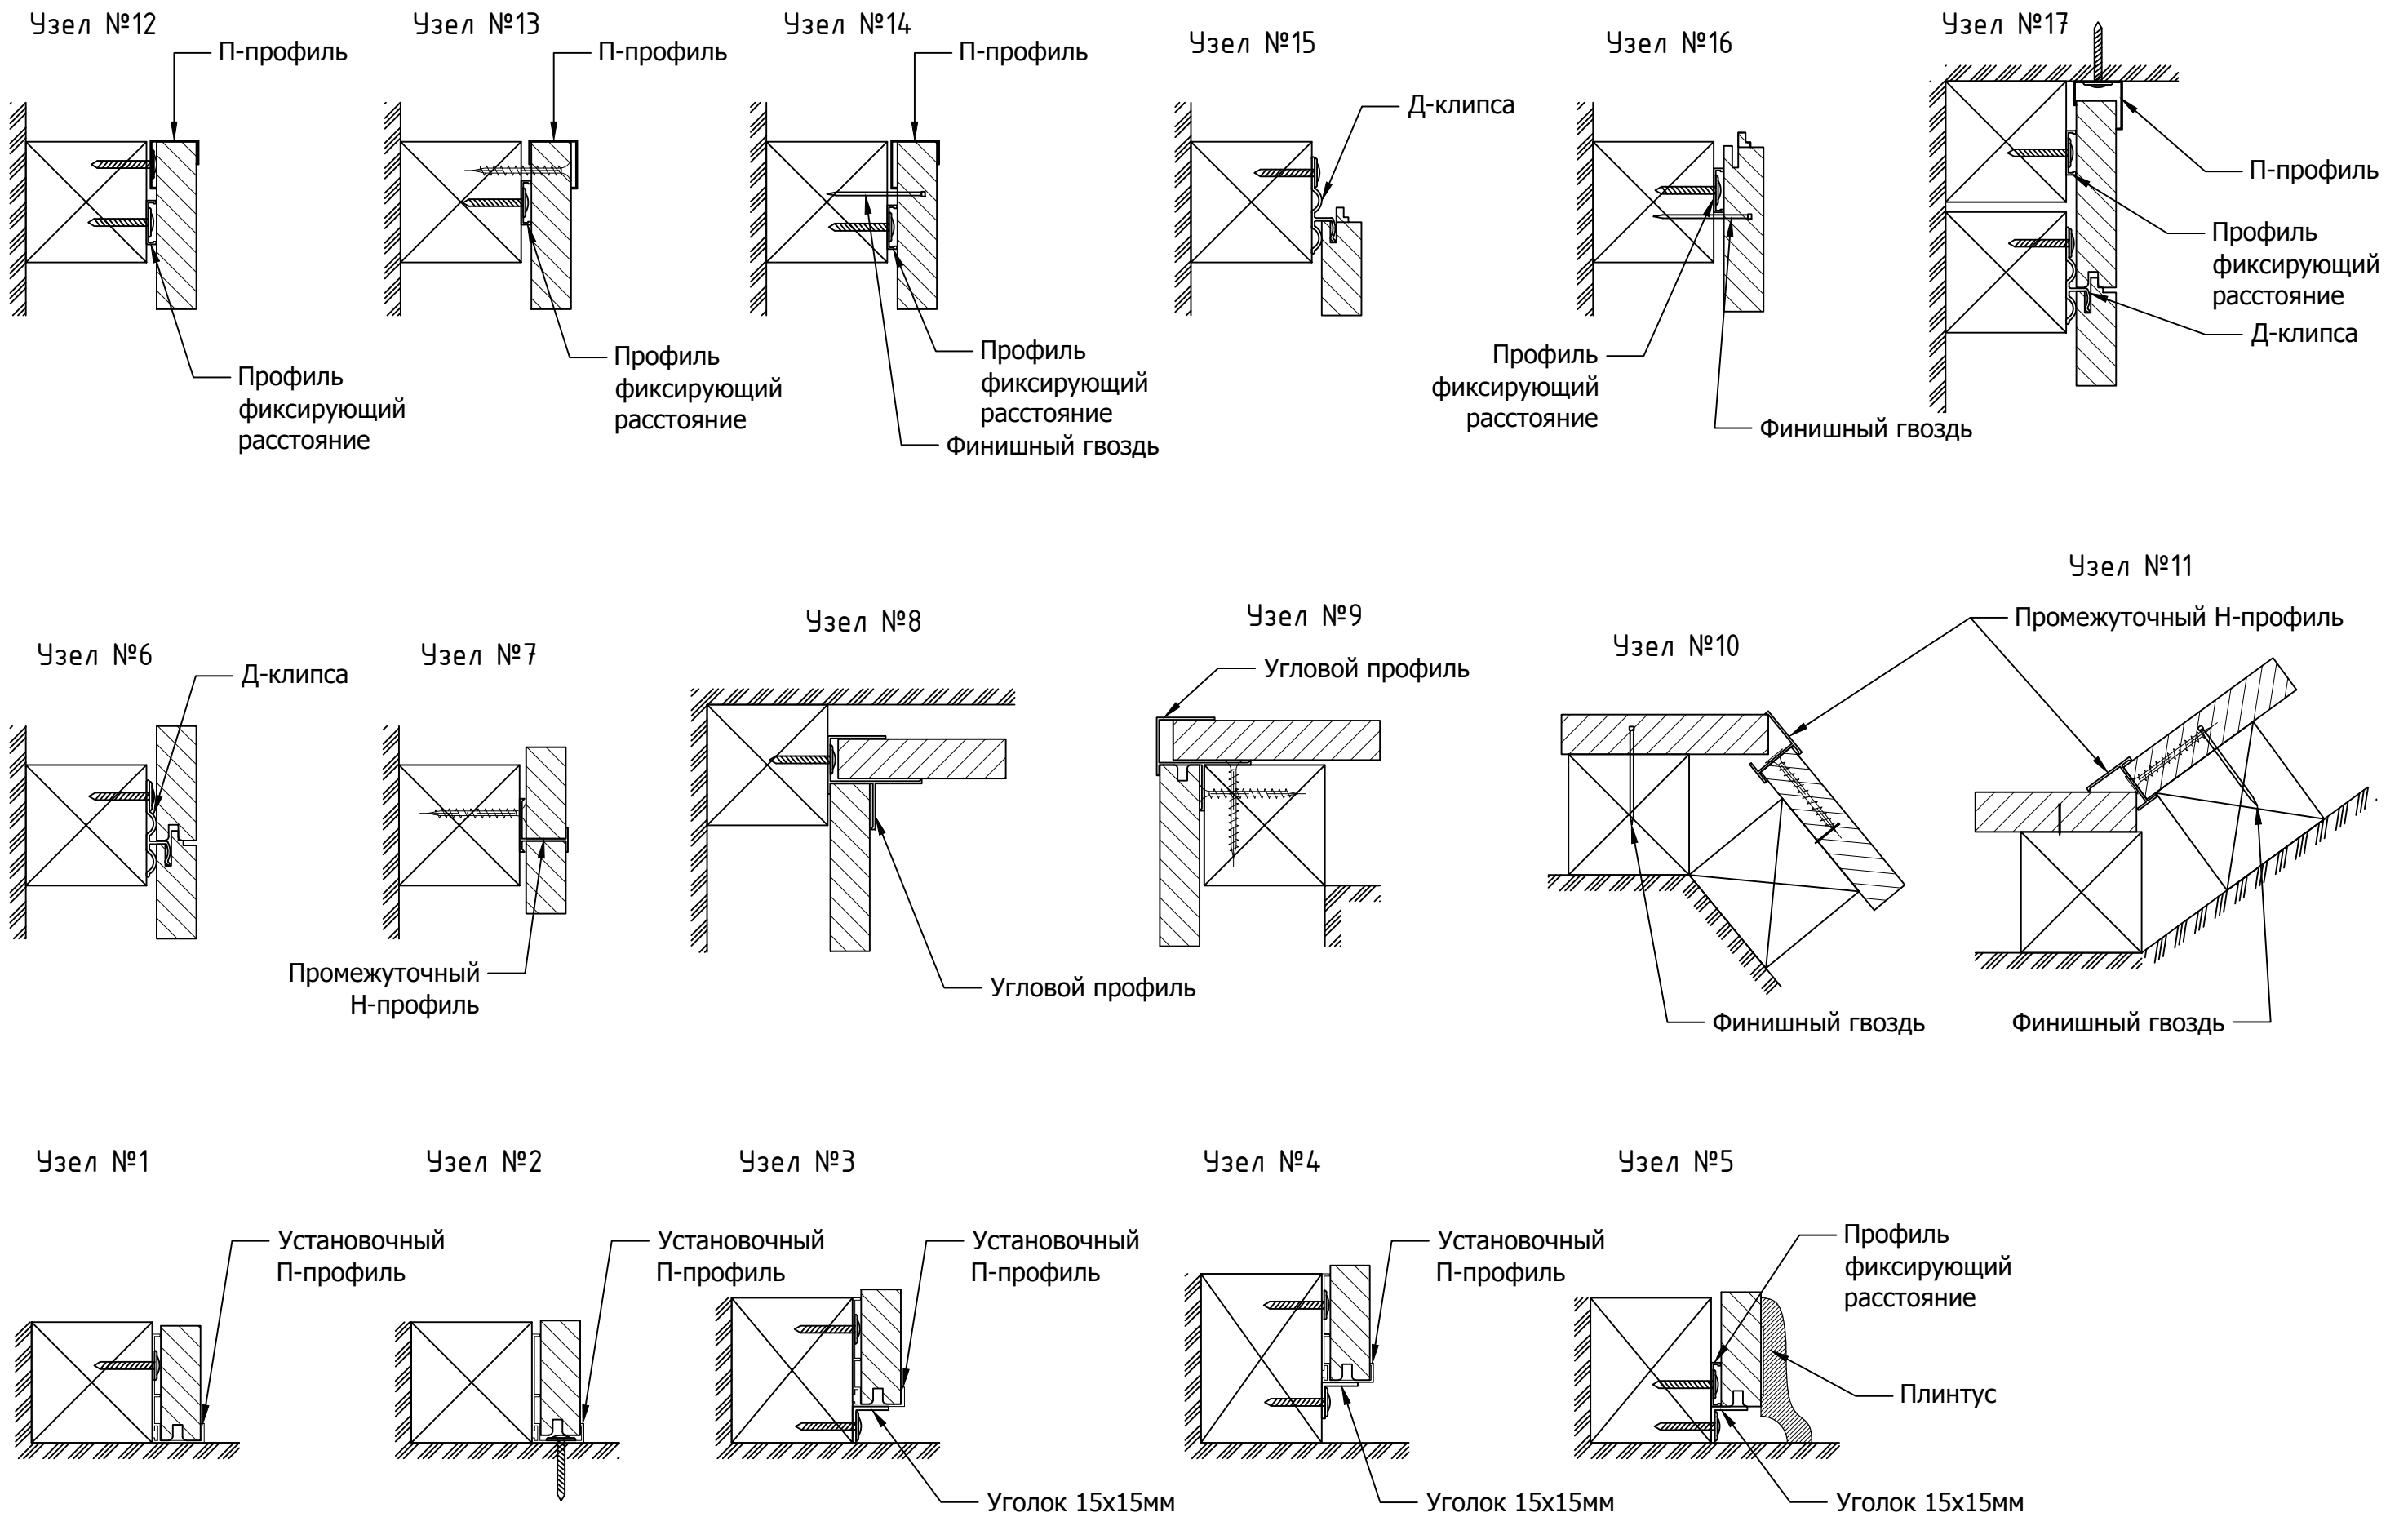 Узел №12
П-профиль
Профиль
фиксирующий
расстояние
Узел №13
П-профиль
Профиль
фиксирующий
расстояние
Узел №14
П-профиль
Профиль
фиксирующий
расстояние
Финишный гвоздь
Узел №15
Д-клипса
Узел №16
Профиль
фиксирующий
расстояние
Финишный гвоздь
Узел №17
П-профиль
Профиль
фиксирующий
расстояние
Д-клипса
Узел №6
Д-клипса
Узел №7
Промежуточный
Н-профиль
Узел №8
Угловой профиль
Узел №9
Угловой профиль
Узел №10
Финишный гвоздь
Узел №11
Промежуточный Н-профиль
Финишный гвоздь
Узел №1
Установочный
П-профиль
Узел №2
Установочный
П-профиль
Узел №3
Установочный
П-профиль
Уголок 15х15мм
Узел №4
Установочный
П-профиль
Уголок 15х15мм
Узел №5
Профиль
фиксирующий
расстояние
Плинтус
Уголок 15х15мм